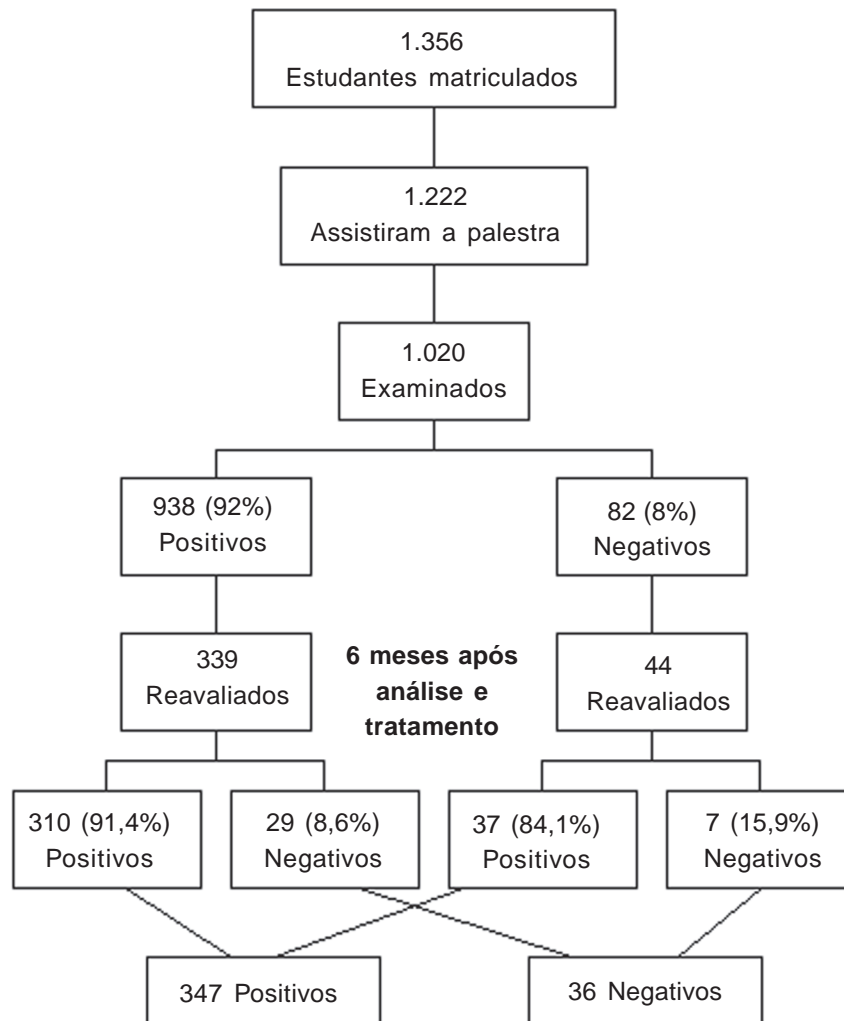 1.356
Estudantes matriculados
1.222
Assistiram a palestra
1.020
Examinados
938 (92%)
Positivos
82 (8%)
Negativos
339
Reavaliados
6 meses após
análise e
tratamento
44
Reavaliados
310 (91,4%)
Positivos
29 (8,6%)
Negativos
37 (84,1%)
Positivos
7 (15,9%)
Negativos
347 Positivos
36 Negativos